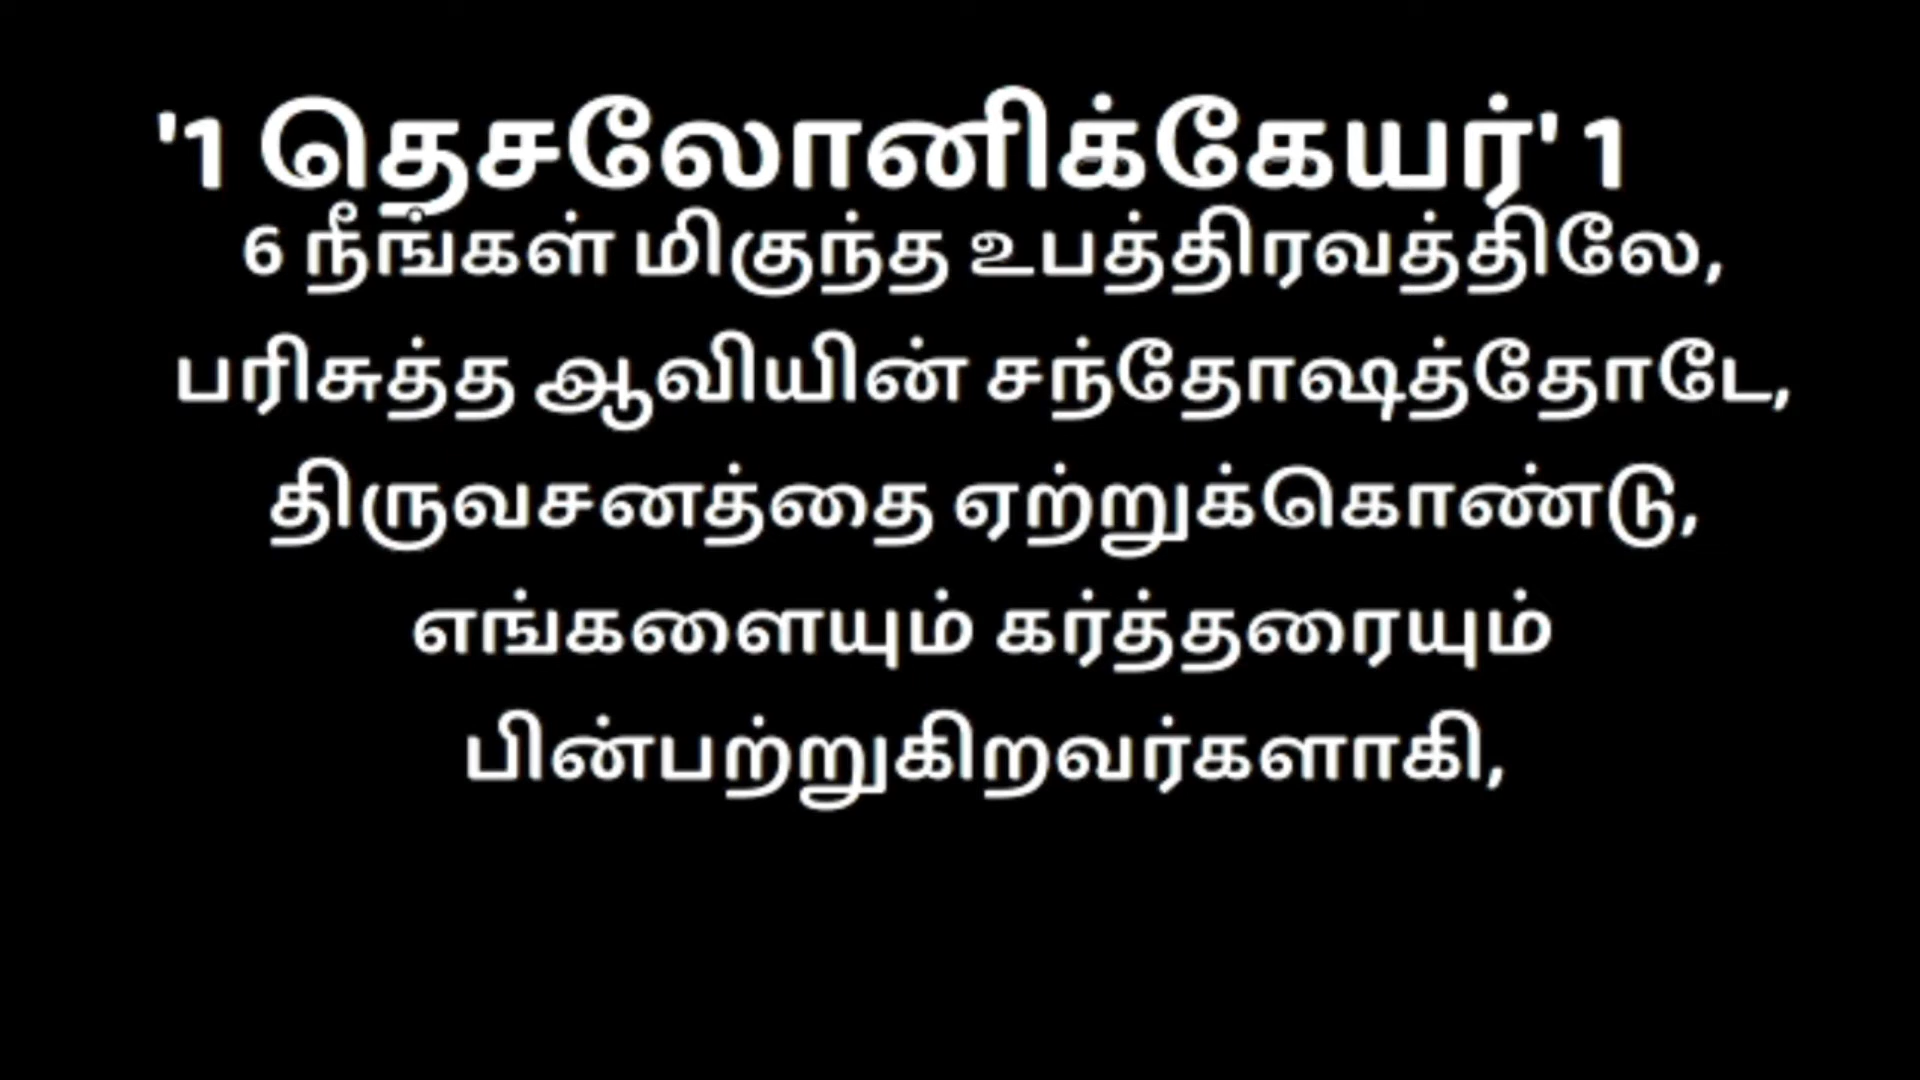 '1 தெசலோனிக்கேயர்' 1
6 நீங்கள் மிகுந்த உபத்திரவத்திலே,
பரிசுத்த ஆவியின் சந்தோஷத்தோடே,
திருவசனத்தை ஏற்றுக்கொண்டு,
எங்களையும் கர்த்தரையும்
பின்பற்றுகிறவர்களாகி,